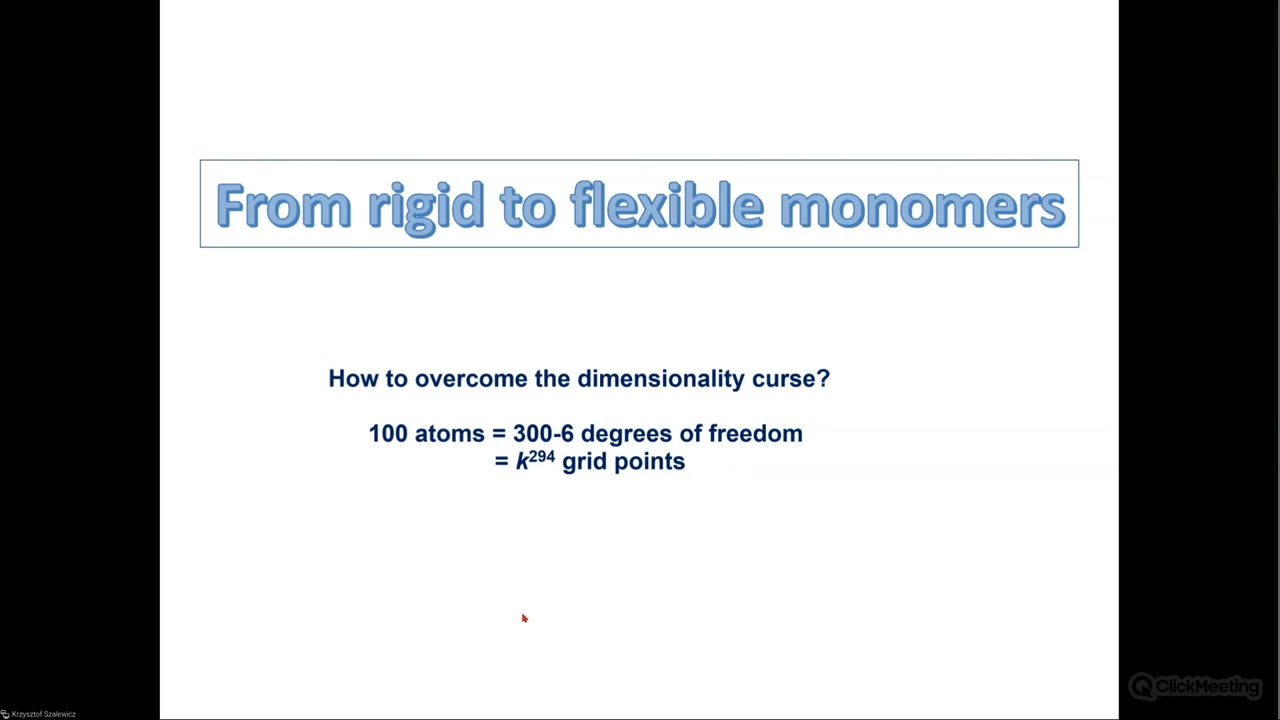 From rigid to flexible monomers
How to overcome the dimensionality curse?
100 atoms = 300-6 degrees of freedom
= k²⁹⁴ grid points
ClickMeeting
Krzysztof Szalewicz